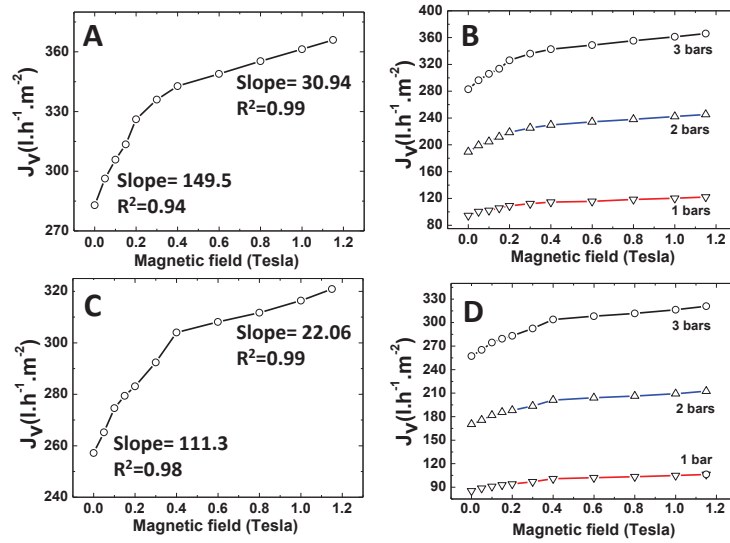 A
360
330
300
270
J_V(l.h^-1.m^-2)
Slope= 30.94
R²=0.99
Slope= 149.5
R²=0.94
0.0 0.2 0.4 0.6 0.8 1.0 1.2
Magnetic field (Tesla)
B
400
360
320
280
240
200
160
120
80
J_V(l.h^-1.m^-2)
3 bars
2 bars
1 bars
0.0 0.2 0.4 0.6 0.8 1.0 1.2
Magnetic field (Tesla)
C
320
300
280
260
240
J_V(l.h^-1.m^-2)
Slope= 22.06
R²=0.99
Slope= 111.3
R²=0.98
0.0 0.2 0.4 0.6 0.8 1.0 1.2
Magnetic field (Tesla)
D
330
300
270
240
210
180
150
120
90
J_V(l.h^-1.m^-2)
3 bars
2 bars
1 bar
0.0 0.2 0.4 0.6 0.8 1.0 1.2
Magnetic field (Tesla)